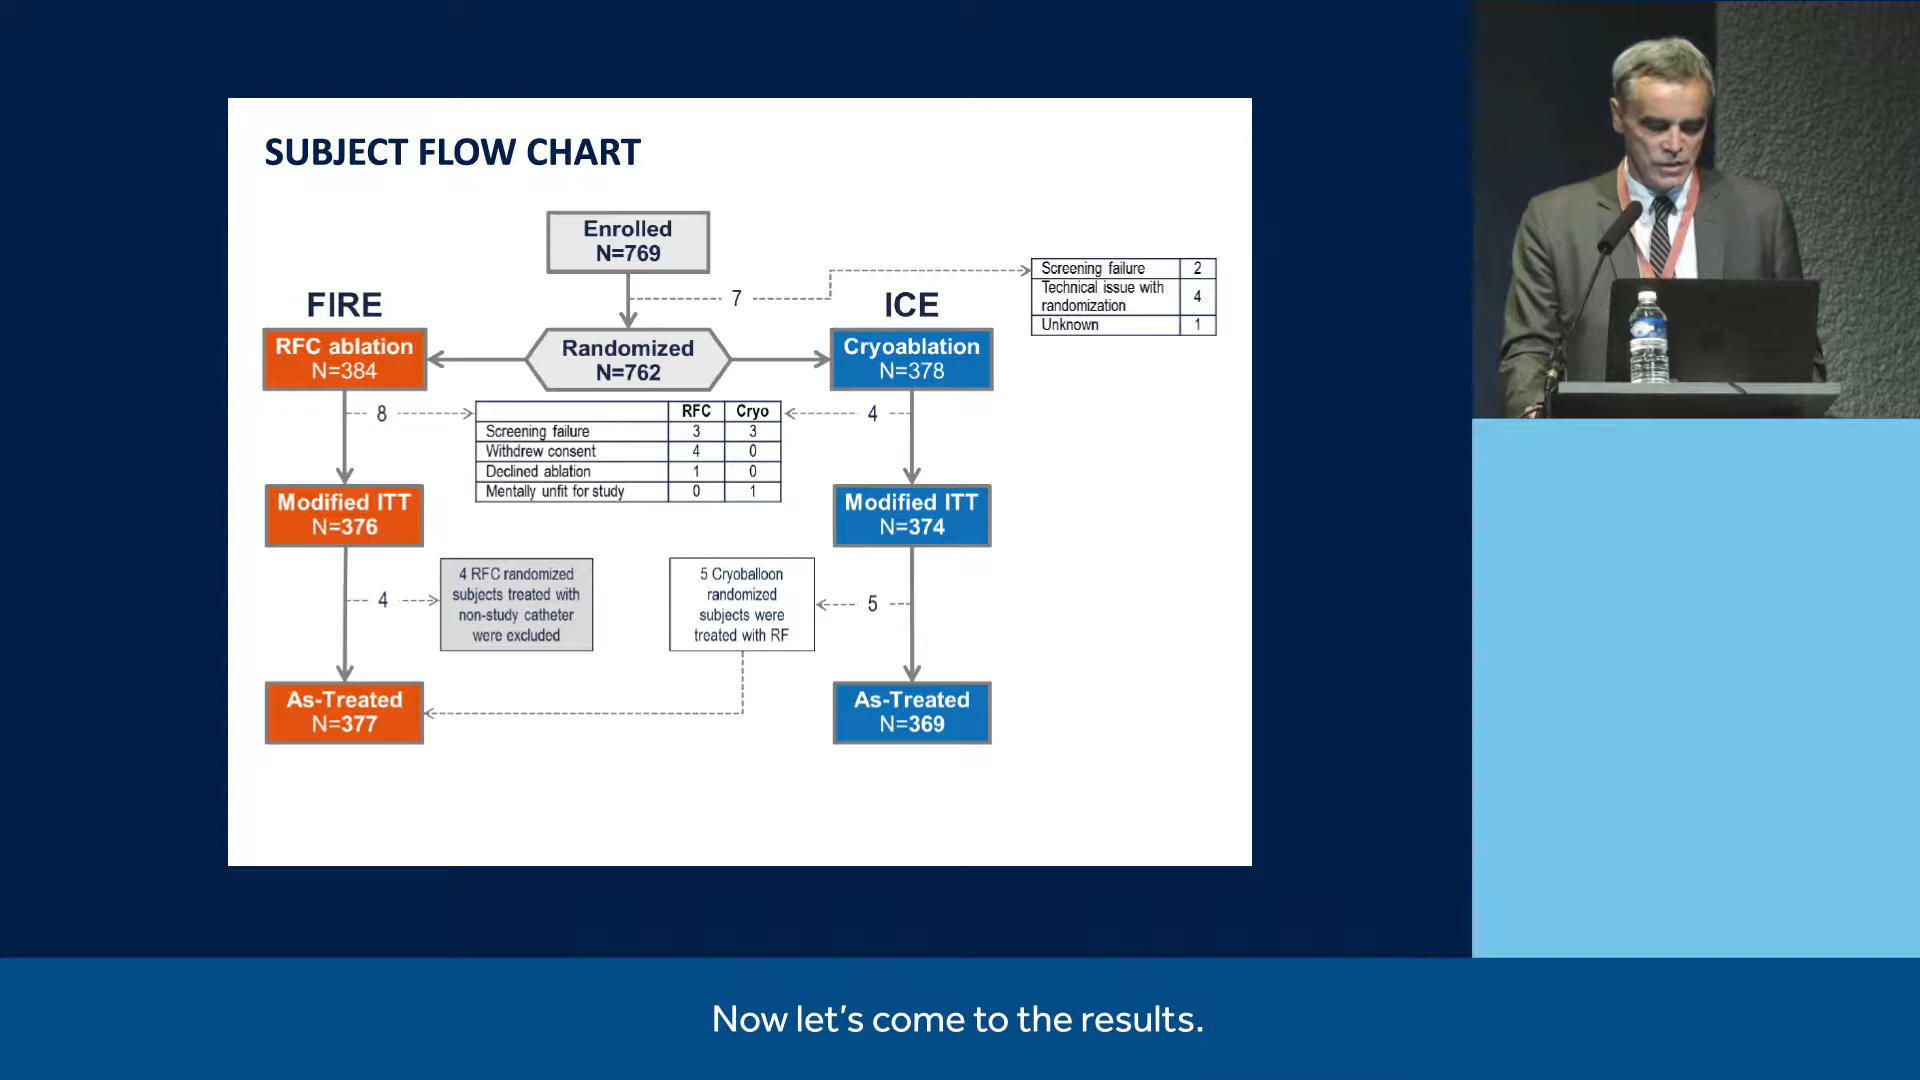 SUBJECT FLOW CHART
Enrolled
N=769
7
Screening failure 2
Technical issue with
randomization 4
Unknown 1
FIRE
ICE
RFC ablation
N=384
Randomized
N=762
Cryoablation
N=378
8
4
RFC Cryo
Screening failure 3 3
Withdrew consent 4 0
Declined ablation 1 0
Mentally unfit for study 0 1
Modified ITT
N=376
Modified ITT
N=374
4
4 RFC randomized
subjects treated with
non-study catheter
were excluded
5 Cryoballoon
randomized
subjects were
treated with RF
5
As-Treated
N=377
As-Treated
N=369
Now let's come to the results.